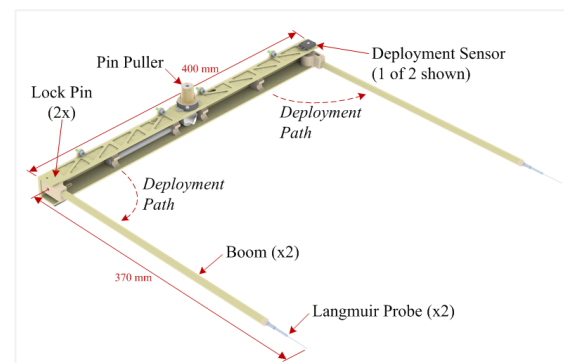 400 mm
Pin Puller
Deployment Sensor
(1 of 2 shown)
Lock Pin
(2x)
Deployment
Path
Deployment
Path
Boom (x2)
370 mm
Langmuir Probe (x2)